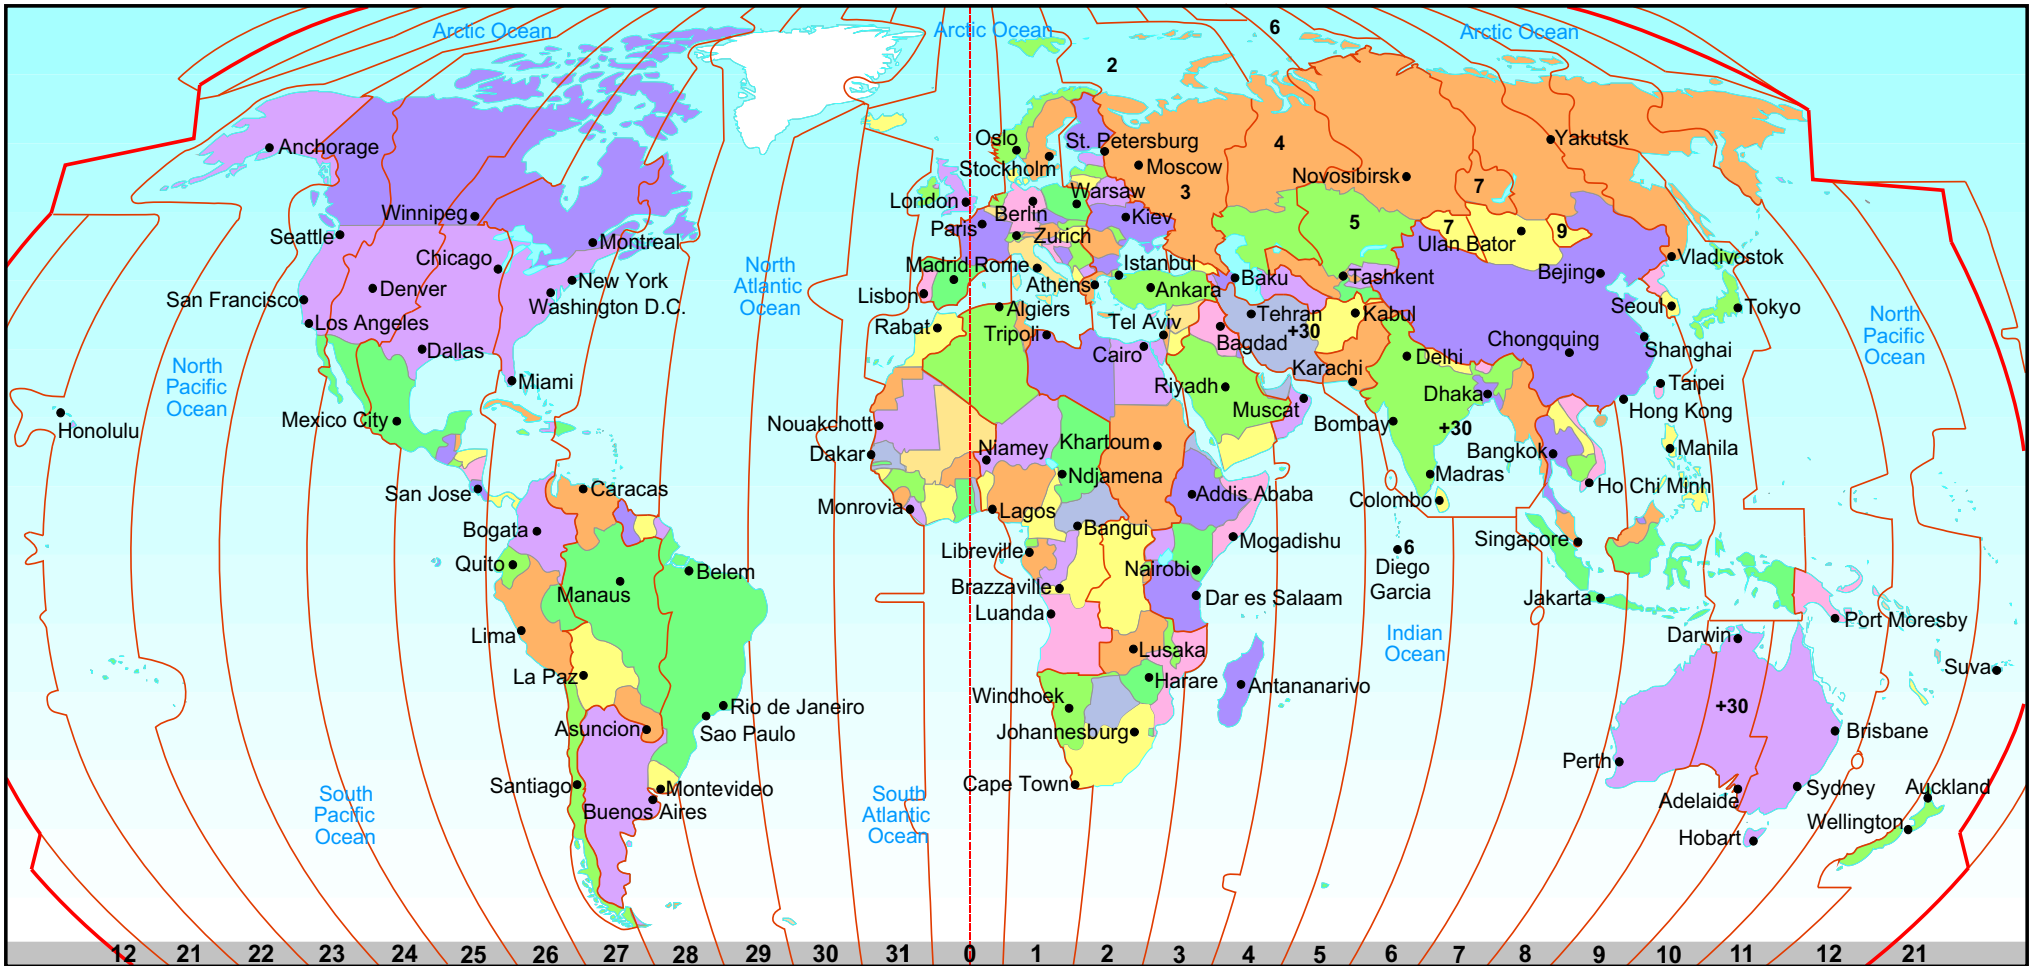 Arctic Ocean
Arctic Ocean
6
Arctic Ocean
2
Anchorage
Oslo
St. Petersburg
4
Yakutsk
Stockholm
Moscow
Novosibirsk
7
Warsaw
3
London
Berlin
Winnipeg
Kiev
Paris
5
7
9
Seattle
Montreal
Zurich
Ulan Bator
Chicago
Madrid
Rome
Istanbul
Vladivostok
North
Atlantic
Ocean
Denver
New York
Baku
Tashkent
Bejing
Athens
Ankara
San Francisco
Washington D.C.
Lisbon
Algiers
Tehran
Kabul
Seoul
Tokyo
Los Angeles
Rabat
Tripoli
Tel Aviv
+30
North
Pacific
Ocean
Dallas
Cairo
Bagdad
Chongquing
Shanghai
North
Pacific
Ocean
Delhi
Karachi
Miami
Riyadh
Taipei
Dhaka
Muscat
Hong Kong
Honolulu
Mexico City
Nouakchott
Bombay
+30
Khartoum
Niamey
Bangkok
Manila
Dakar
Ndjamena
Madras
San Jose
Caracas
Addis Ababa
Colombo
Ho Chi Minh
Monrovia
Lagos
Bogata
Bangui
Mogadishu
Singapore
Libreville
6
Diego
Garcia
Quito
Belem
Nairobi
Manaus
Brazzaville
Dar es Salaam
Jakarta
Luanda
Port Moresby
Lima
Indian
Ocean
Darwin
Lusaka
La Paz
Suva
Harare
Antananarivo
Windhoek
Rio de Janeiro
+30
Asuncion
Sao Paulo
Johannesburg
Brisbane
Perth
Santiago
Montevideo
Cape Town
Sydney
Auckland
South
Pacific
Ocean
Buenos Aires
South
Atlantic
Ocean
Adelaide
Wellington
Hobart
12 21 22 23 24 25 26 27 28 29 30 31 0 1 2 3 4 5 6 7 8 9 10 11 12 21